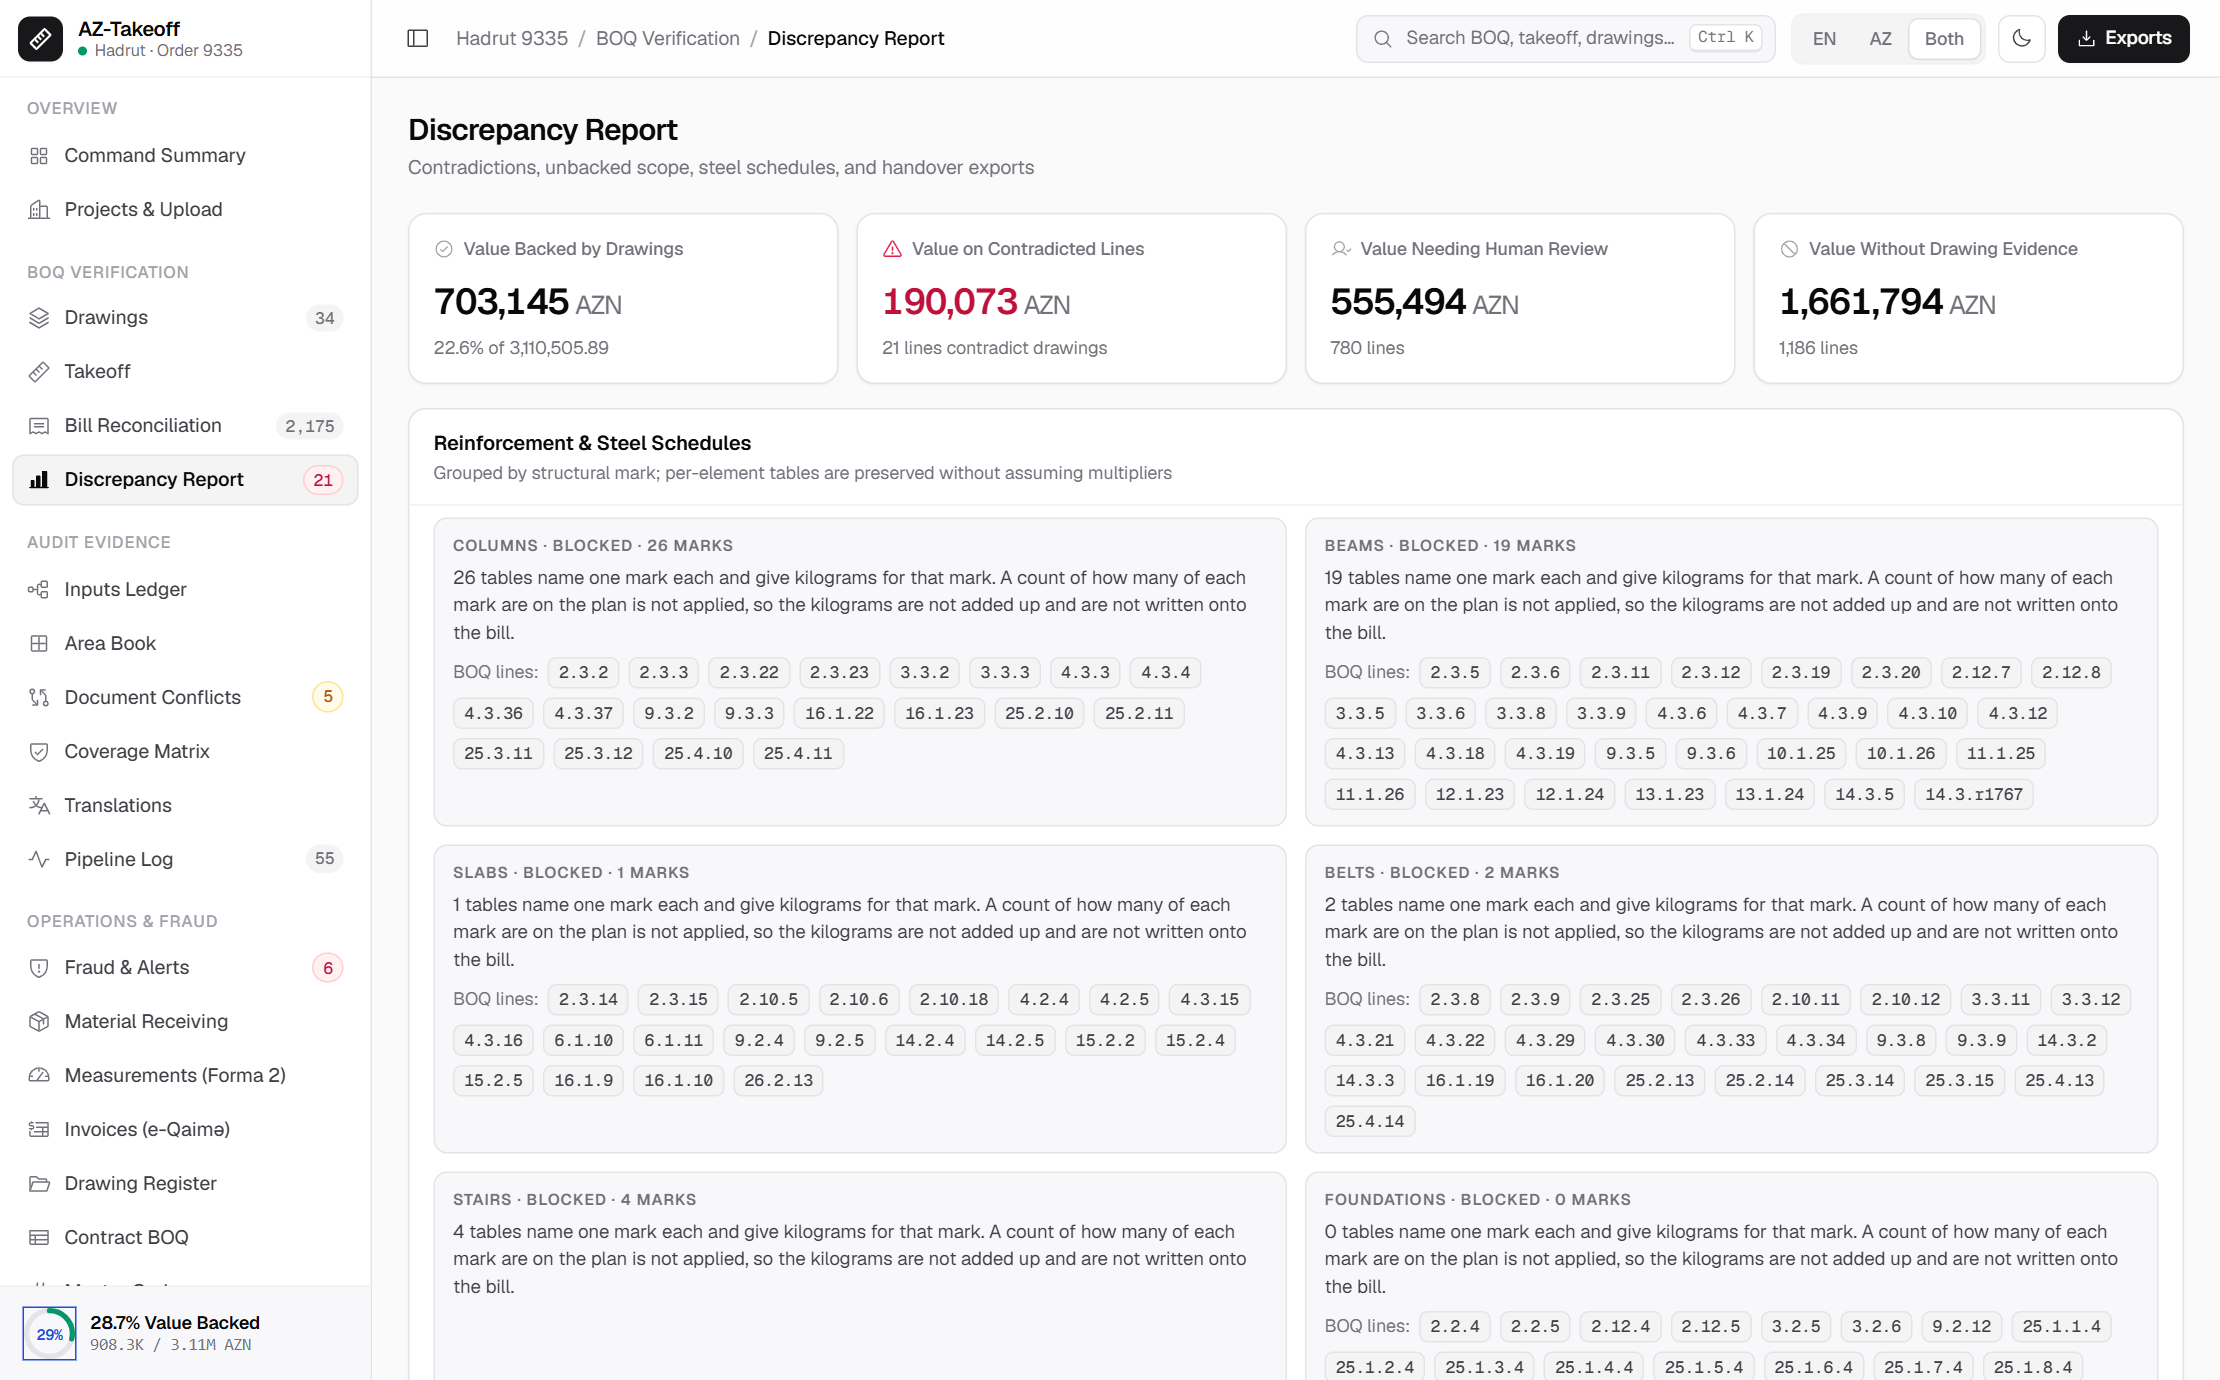 AZ-Takeoff
Hadrut · Order 9335
OVERVIEW
Command Summary
Projects & Upload
BOQ VERIFICATION
Drawings 34
Takeoff
Bill Reconciliation 2,175
Discrepancy Report 21
AUDIT EVIDENCE
Inputs Ledger
Area Book
Document Conflicts 5
Coverage Matrix
Translations
Pipeline Log 55
OPERATIONS & FRAUD
Fraud & Alerts 6
Material Receiving
Measurements (Forma 2)
Invoices (e-Qaimə)
Drawing Register
Contract BOQ
29%
28.7% Value Backed
908.3K / 3.11M AZN
Hadrut 9335 / BOQ Verification / Discrepancy Report
Search BOQ, takeoff, drawings... Ctrl K
EN AZ Both
Exports
Discrepancy Report
Contradictions, unbacked scope, steel schedules, and handover exports
Value Backed by Drawings
703,145 AZN
22.6% of 3,110,505.89
Value on Contradicted Lines
190,073 AZN
21 lines contradict drawings
Value Needing Human Review
555,494 AZN
780 lines
Value Without Drawing Evidence
1,661,794 AZN
1,186 lines
Reinforcement & Steel Schedules
Grouped by structural mark; per-element tables are preserved without assuming multipliers
COLUMNS · BLOCKED · 26 MARKS
26 tables name one mark each and give kilograms for that mark. A count of how many of each
mark are on the plan is not applied, so the kilograms are not added up and are not written onto
the bill.
BOQ lines: 2.3.2 2.3.3 2.3.22 2.3.23 3.3.2 3.3.3 4.3.3 4.3.4
4.3.36 4.3.37 9.3.2 9.3.3 16.1.22 16.1.23 25.2.10 25.2.11
25.3.11 25.3.12 25.4.10 25.4.11
BEAMS · BLOCKED · 19 MARKS
19 tables name one mark each and give kilograms for that mark. A count of how many of each
mark are on the plan is not applied, so the kilograms are not added up and are not written onto
the bill.
BOQ lines: 2.3.5 2.3.6 2.3.11 2.3.12 2.3.19 2.3.20 2.12.7 2.12.8
3.3.5 3.3.6 3.3.8 3.3.9 4.3.6 4.3.7 4.3.9 4.3.10 4.3.12
4.3.13 4.3.18 4.3.19 9.3.5 9.3.6 10.1.25 10.1.26 11.1.25
11.1.26 12.1.23 12.1.24 13.1.23 13.1.24 14.3.5 14.3.r1767
SLABS · BLOCKED · 1 MARKS
1 tables name one mark each and give kilograms for that mark. A count of how many of each
mark are on the plan is not applied, so the kilograms are not added up and are not written onto
the bill.
BOQ lines: 2.3.14 2.3.15 2.10.5 2.10.6 2.10.18 4.2.4 4.2.5 4.3.15
4.3.16 6.1.10 6.1.11 9.2.4 9.2.5 14.2.4 14.2.5 15.2.2 15.2.4
15.2.5 16.1.9 16.1.10 26.2.13
BELTS · BLOCKED · 2 MARKS
2 tables name one mark each and give kilograms for that mark. A count of how many of each
mark are on the plan is not applied, so the kilograms are not added up and are not written onto
the bill.
BOQ lines: 2.3.8 2.3.9 2.3.25 2.3.26 2.10.11 2.10.12 3.3.11 3.3.12
4.3.21 4.3.22 4.3.29 4.3.30 4.3.33 4.3.34 9.3.8 9.3.9 14.3.2
14.3.3 16.1.19 16.1.20 25.2.13 25.2.14 25.3.14 25.3.15 25.4.13
25.4.14
STAIRS · BLOCKED · 4 MARKS
4 tables name one mark each and give kilograms for that mark. A count of how many of each
mark are on the plan is not applied, so the kilograms are not added up and are not written onto
the bill.
FOUNDATIONS · BLOCKED · 0 MARKS
0 tables name one mark each and give kilograms for that mark. A count of how many of each
mark are on the plan is not applied, so the kilograms are not added up and are not written onto
the bill.
BOQ lines: 2.2.4 2.2.5 2.12.4 2.12.5 3.2.5 3.2.6 9.2.12 25.1.1.4
25.1.2.4 25.1.3.4 25.1.4.4 25.1.5.4 25.1.6.4 25.1.7.4 25.1.8.4